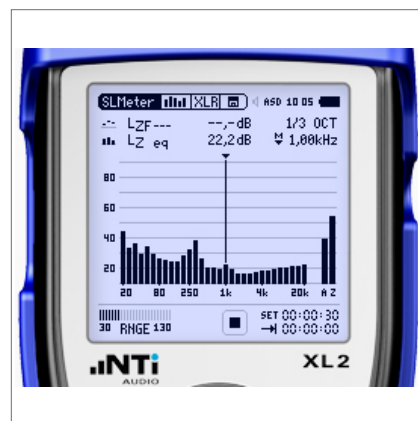 SLMeter XLR ASD 10 05
LZF--- --,-dB 1/3 OCT
LZ eq 22,2dB M 1,00kHz
80
60
40
20
20 80 250 1k 4k 20k A Z
SET 00:00:30
30 RNGE 130 00:00:00
NTi XL2
AUDIO